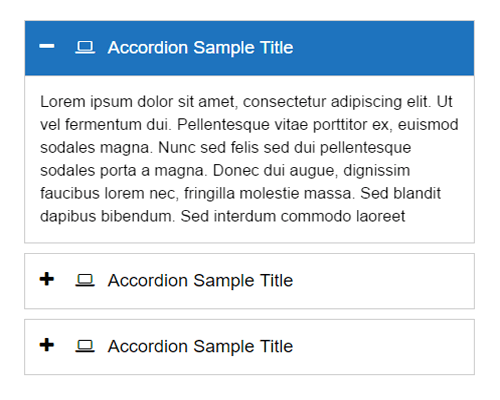 Accordion Sample Title
Lorem ipsum dolor sit amet, consectetur adipiscing elit. Ut
vel fermentum dui. Pellentesque vitae porttitor ex, euismod
sodales magna. Nunc sed felis sed dui pellentesque
sodales porta a magna. Donec dui augue, dignissim
faucibus lorem nec, fringilla molestie massa. Sed blandit
dapibus bibendum. Sed interdum commodo laoreet
Accordion Sample Title
Accordion Sample Title